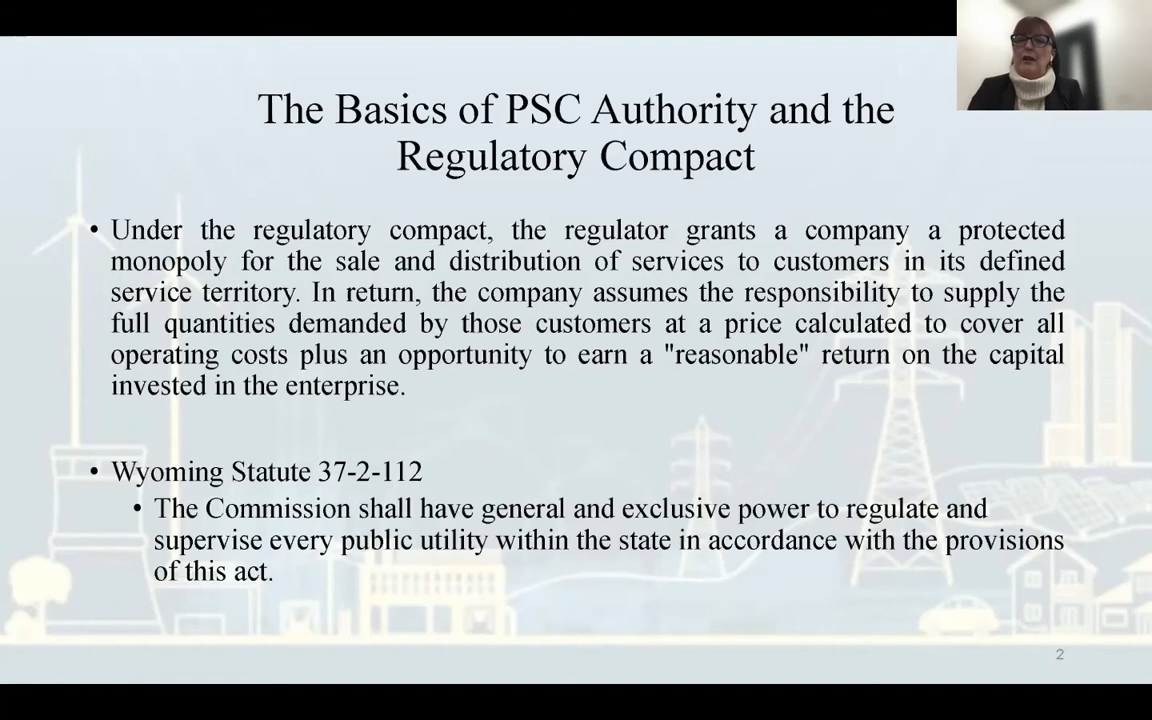 The Basics of PSC Authority and the
Regulatory Compact
• Under the regulatory compact, the regulator grants a company a protected
monopoly for the sale and distribution of services to customers in its defined
service territory. In return, the company assumes the responsibility to supply the
full quantities demanded by those customers at a price calculated to cover all
operating costs plus an opportunity to earn a "reasonable" return on the capital
invested in the enterprise.
• Wyoming Statute 37-2-112
• The Commission shall have general and exclusive power to regulate and
supervise every public utility within the state in accordance with the provisions
of this act.
2